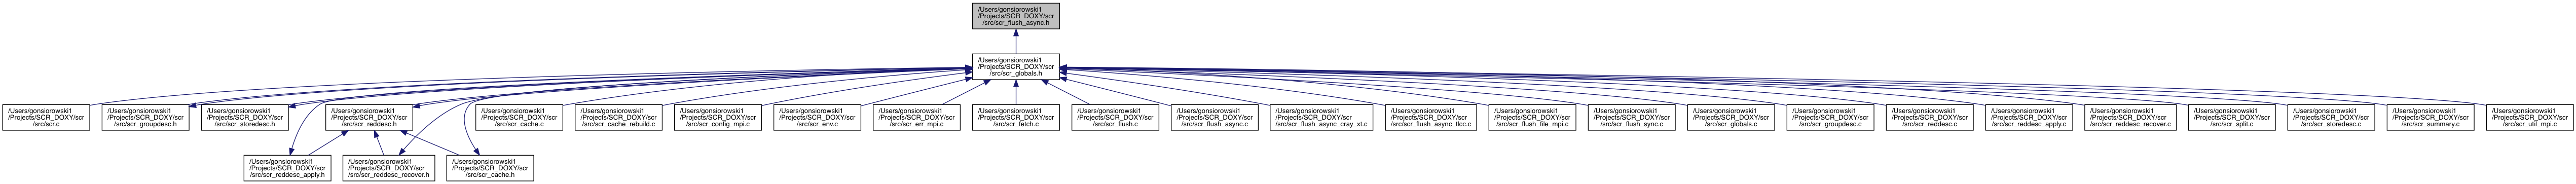 /Users/gonsiorowski1
/Projects/SCR_DOXY/scr
/src/scr_flush_async.h
/Users/gonsiorowski1
/Projects/SCR_DOXY/scr
/src/scr_globals.h
/Users/gonsiorowski1
/Projects/SCR_DOXY/scr
/src/scr.c
/Users/gonsiorowski1
/Projects/SCR_DOXY/scr
/src/scr_groupdesc.h
/Users/gonsiorowski1
/Projects/SCR_DOXY/scr
/src/scr_storedesc.h
/Users/gonsiorowski1
/Projects/SCR_DOXY/scr
/src/scr_reddesc.h
/Users/gonsiorowski1
/Projects/SCR_DOXY/scr
/src/scr_cache.c
/Users/gonsiorowski1
/Projects/SCR_DOXY/scr
/src/scr_cache_rebuild.c
/Users/gonsiorowski1
/Projects/SCR_DOXY/scr
/src/scr_config_mpi.c
/Users/gonsiorowski1
/Projects/SCR_DOXY/scr
/src/scr_env.c
/Users/gonsiorowski1
/Projects/SCR_DOXY/scr
/src/scr_err_mpi.c
/Users/gonsiorowski1
/Projects/SCR_DOXY/scr
/src/scr_fetch.c
/Users/gonsiorowski1
/Projects/SCR_DOXY/scr
/src/scr_flush.c
/Users/gonsiorowski1
/Projects/SCR_DOXY/scr
/src/scr_flush_async.c
/Users/gonsiorowski1
/Projects/SCR_DOXY/scr
/src/scr_flush_async_cray_xt.c
/Users/gonsiorowski1
/Projects/SCR_DOXY/scr
/src/scr_flush_async_tlcc.c
/Users/gonsiorowski1
/Projects/SCR_DOXY/scr
/src/scr_flush_file_mpi.c
/Users/gonsiorowski1
/Projects/SCR_DOXY/scr
/src/scr_flush_sync.c
/Users/gonsiorowski1
/Projects/SCR_DOXY/scr
/src/scr_globals.c
/Users/gonsiorowski1
/Projects/SCR_DOXY/scr
/src/scr_groupdesc.c
/Users/gonsiorowski1
/Projects/SCR_DOXY/scr
/src/scr_reddesc.c
/Users/gonsiorowski1
/Projects/SCR_DOXY/scr
/src/scr_reddesc_apply.c
/Users/gonsiorowski1
/Projects/SCR_DOXY/scr
/src/scr_reddesc_recover.c
/Users/gonsiorowski1
/Projects/SCR_DOXY/scr
/src/scr_split.c
/Users/gonsiorowski1
/Projects/SCR_DOXY/scr
/src/scr_storedesc.c
/Users/gonsiorowski1
/Projects/SCR_DOXY/scr
/src/scr_summary.c
/Users/gonsiorowski1
/Projects/SCR_DOXY/scr
/src/scr_util_mpi.c
/Users/gonsiorowski1
/Projects/SCR_DOXY/scr
/src/scr_reddesc_apply.h
/Users/gonsiorowski1
/Projects/SCR_DOXY/scr
/src/scr_reddesc_recover.h
/Users/gonsiorowski1
/Projects/SCR_DOXY/scr
/src/scr_cache.h